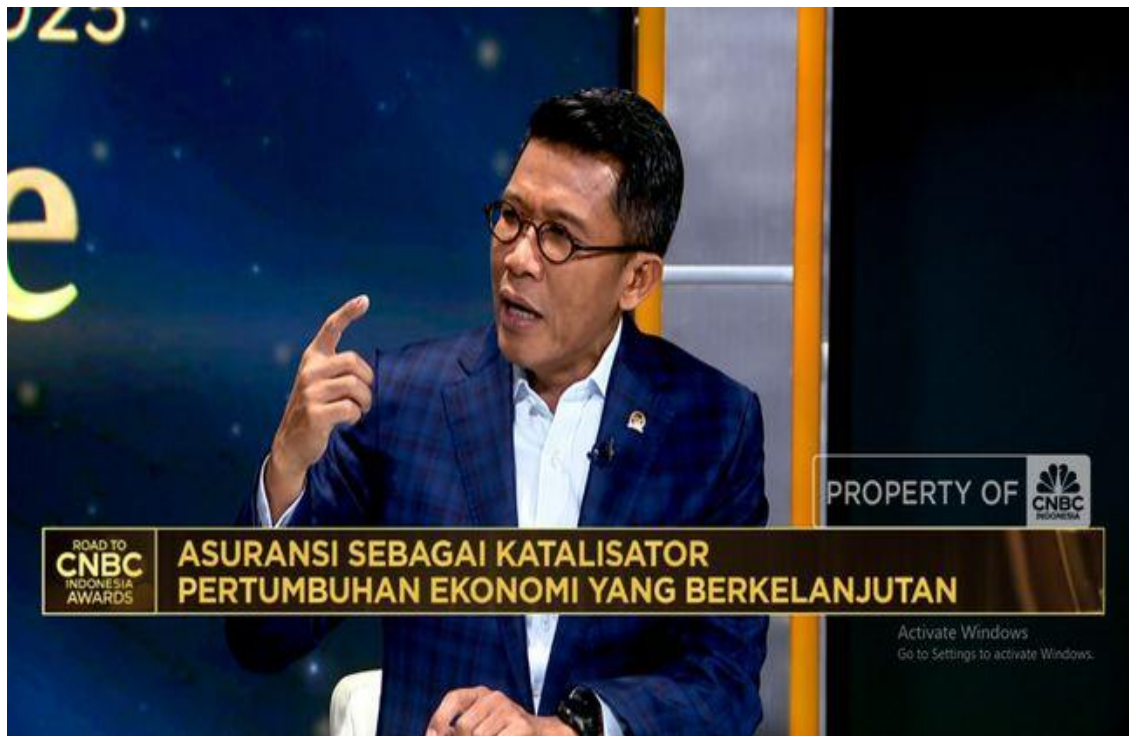 025
e
PROPERTY OF
CNBC
INDONESIA
ROAD TO
CNBC
INDONESIA
AWARDS
ASURANSI SEBAGAI KATALISATOR
PERTUMBUHAN EKONOMI YANG BERKELANJUTAN
Activate Windows
Go to Settings to activate Windows.